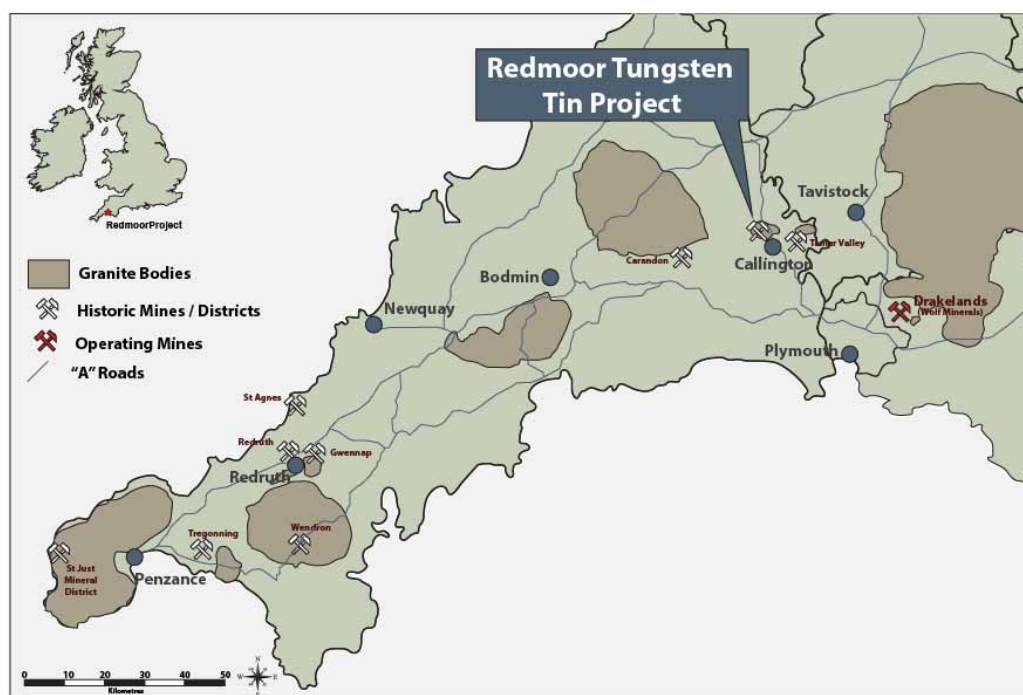 Redmoor Tungsten
Tin Project
RedmoorProject
Granite Bodies
Historic Mines / Districts
Operating Mines
“A” Roads
Tavistock
Tamar Valley
Callington
Carandon
Bodmin
Newquay
Drakelands
(Wolf Minerals)
Plymouth
St Agnes
Redruth
Gwennap
Redruth
Wendron
Tregonning
St Just
Mineral
District
Penzance
0 10 20 30 40 50
Kilometres
N
W E
S